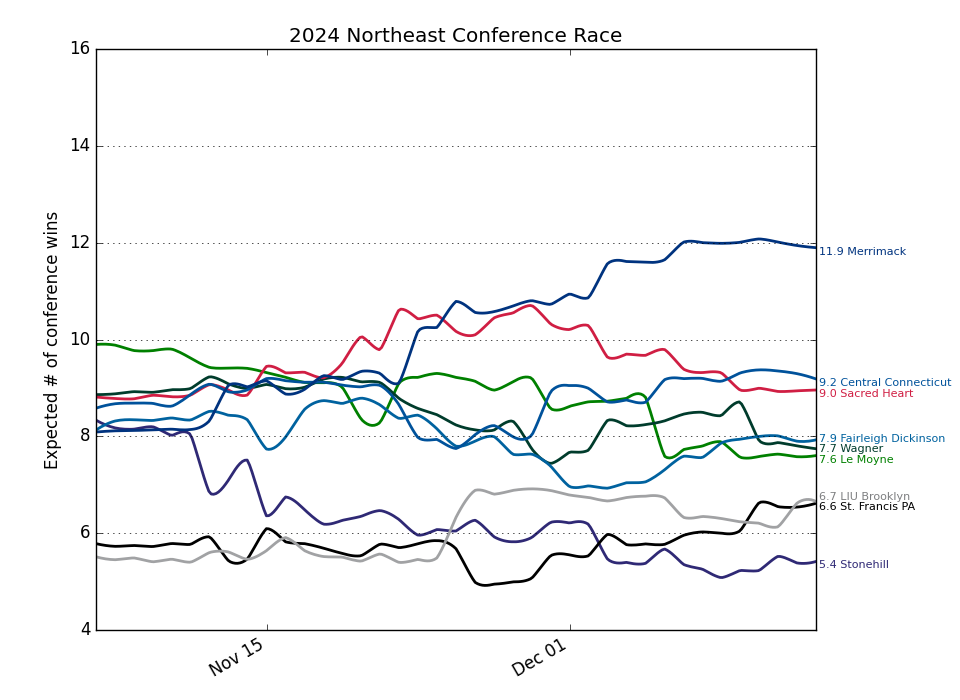 2024 Northeast Conference Race
Expected # of conference wins
16
14
12
10
8
6
4
Nov 15
Dec 01
11.9 Merrimack
9.2 Central Connecticut
9.0 Sacred Heart
7.9 Fairleigh Dickinson
7.7 Wagner
7.6 Le Moyne
6.7 LIU Brooklyn
6.6 St. Francis PA
5.4 Stonehill